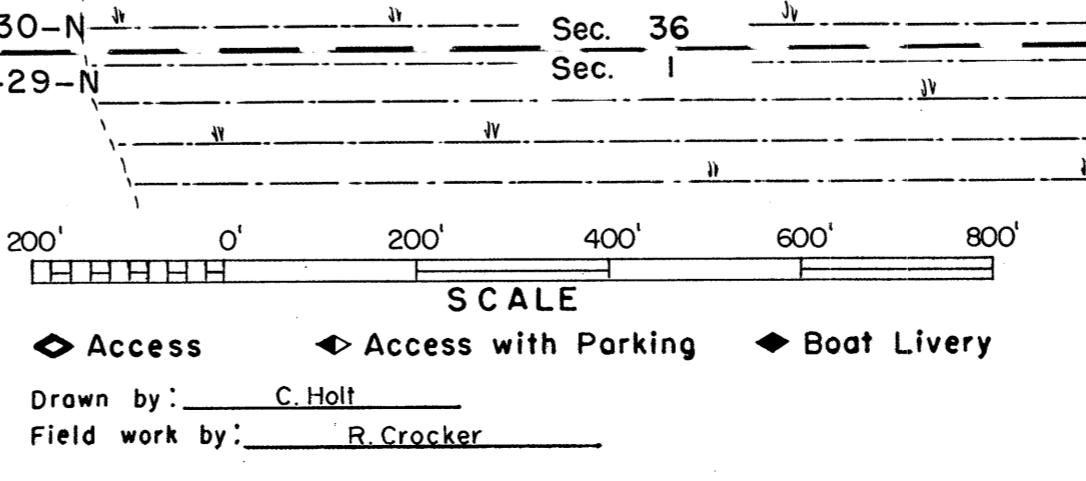 30-N Sec. 36
-29-N Sec. 1
200' 0' 200' 400' 600' 800'
SCALE
Access Access with Parking Boat Livery
Drawn by: C. Holt
Field work by: R. Crocker